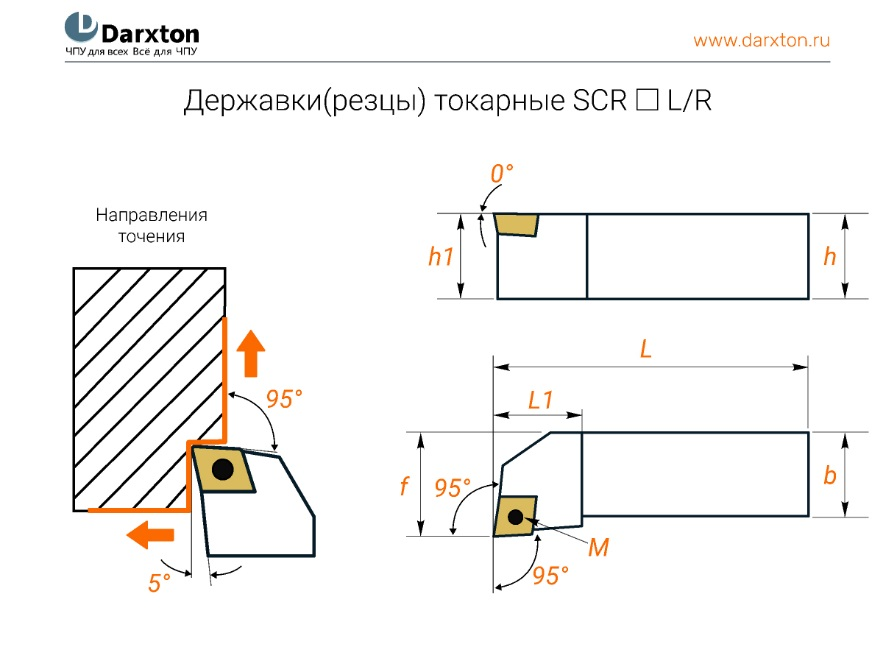 Darxton
ЧПУ для всех Всё для ЧПУ
www.darxton.ru
Державки(резцы) токарные SCR □ L/R
Направления
точения
0°
h1
h
95°
5°
L
L1
f
95°
b
M
95°